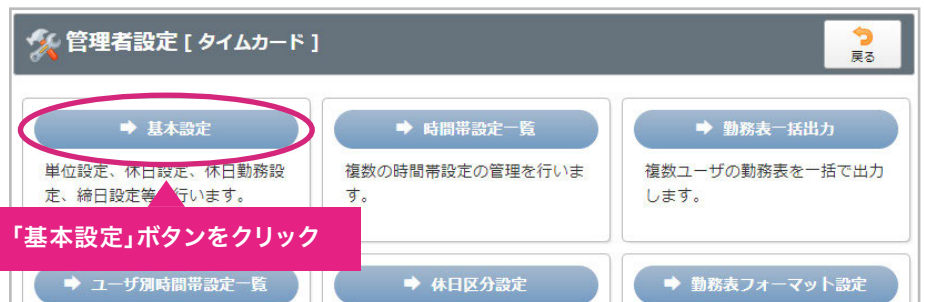 管理者設定 [ タイムカード ]
戻る
基本設定
時間帯設定一覧
勤務表一括出力
単位設定、休日設定、休日勤務設
定、締日設定等 行います。
複数の時間帯設定の管理を行いま
す。
複数ユーザの勤務表を一括で出力
します。
「基本設定」ボタンをクリック
ユーザ別時間帯設定一覧
休日区分設定
勤務表フォーマット設定